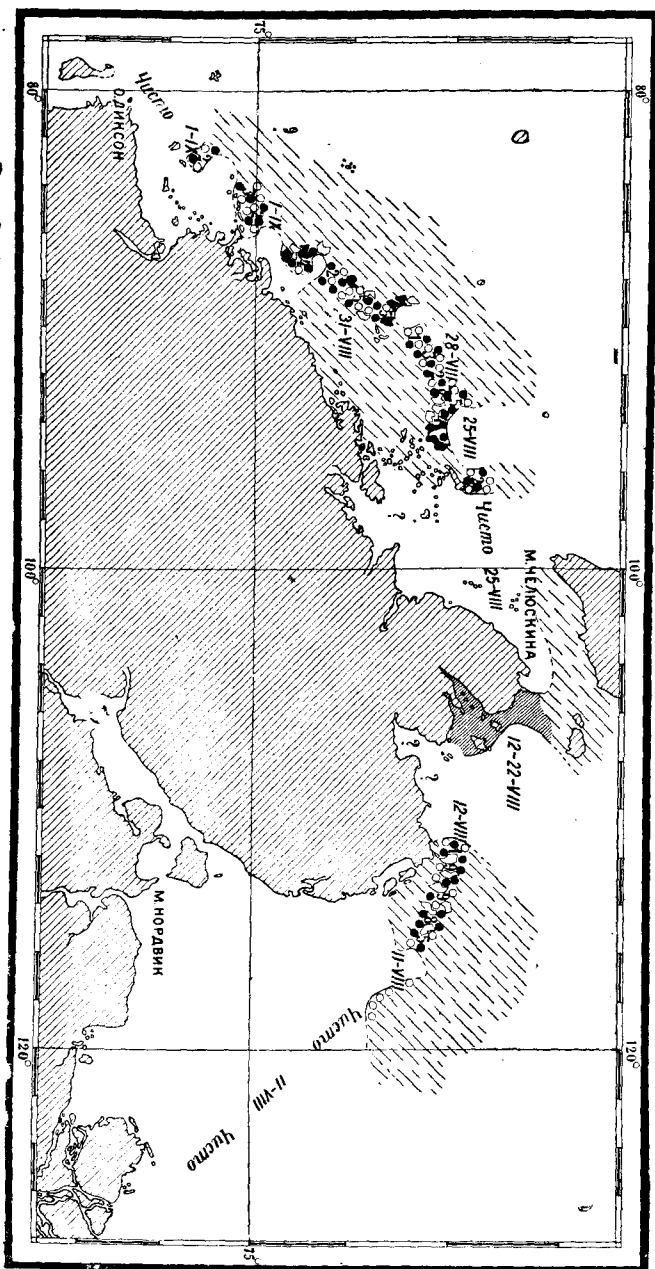 75°
80°
100°
120°
75°
Чисто
О. ДИКСОН
1-IX
1-IX
31-VIII
28-VIII
25-VIII
Чисто 25-VIII
М. ЧЕЛЮСКИНА
12-22-VIII
12-VIII
11-VIII
Чисто
11-VIII
Чисто
М. НОРДВИК
80°
100°
120°
?
?
?